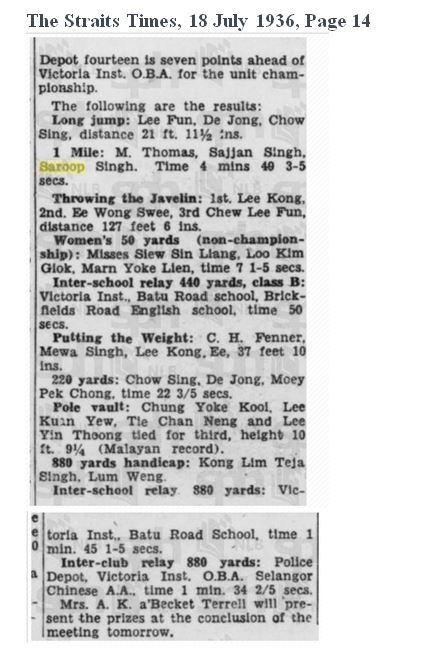 The Straits Times, 18 July 1936, Page 14
Depot fourteen is seven points ahead of
Victoria Inst. O.B.A. for the unit cham-
pionship.
The following are the results:
Long jump: Lee Fun, De Jong, Chow
Sing, distance 21 ft. 11½ ins.
1 Mile: M. Thomas, Sajjan Singh,
Saroop Singh. Time 4 mins 49 3-5
secs.
Throwing the Javelin: 1st. Lee Kong,
2nd. Ee Wong Swee, 3rd Chew Lee Fun,
distance 127 feet 6 ins.
Women's 50 yards (non-champion-
ship): Misses Siew Sin Liang, Loo Kim
Giok, Marn Yoke Lien, time 7 1-5 secs.
Inter-school relay 440 yards, class B:
Victoria Inst., Batu Road school, Brick-
fields Road English school, time 50
secs.
Putting the Weight: C. H. Fenner,
Mewa Singh, Lee Kong, Ee, 37 feet 10
ins.
220 yards: Chow Sing, De Jong, Moey
Pek Chong, time 22 3/5 secs.
Pole vault: Chung Yoke Kooi, Lee
Kuan Yew, Tie Chan Neng and Lee
Yin Thoong tied for third, height 10
ft. 9¼ (Malayan record).
880 yards handicap: Kong Lim Teja
Singh, Lum Weng.
Inter-school relay 880 yards: Vic-
toria Inst., Batu Road School, time 1
min. 45 1-5 secs.
Inter-club relay 880 yards: Police
Depot, Victoria Inst. O.B.A. Selangor
Chinese A.A., time 1 min. 34 2/5 secs.
Mrs. A. K. a'Becket Terrell will pre-
sent the prizes at the conclusion of the
meeting tomorrow.